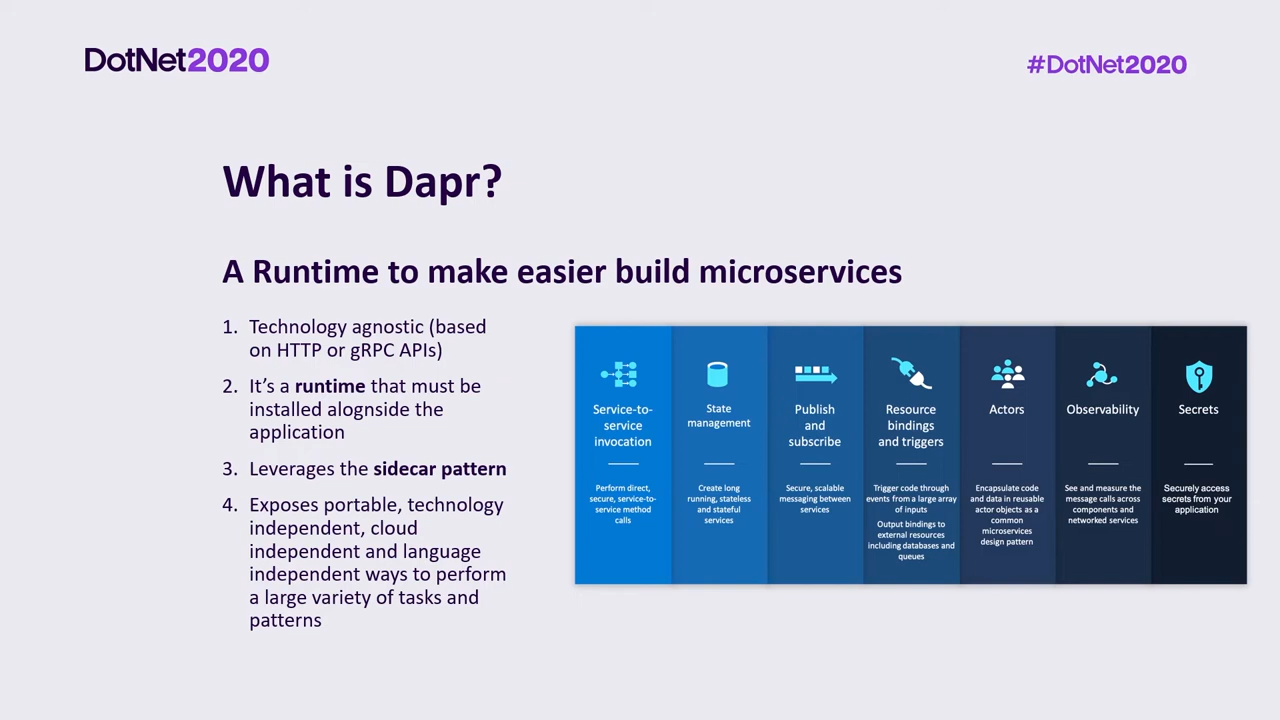 DotNet2020
#DotNet2020
What is Dapr?
A Runtime to make easier build microservices
1. Technology agnostic (based
on HTTP or gRPC APIs)
2. It's a runtime that must be
installed alognside the
application
3. Leverages the sidecar pattern
4. Exposes portable, technology
independent, cloud
independent and language
independent ways to perform
a large variety of tasks and
patterns
Service-to-
service
invocation
Perform direct,
secure, service-to-
service method
calls
State
management
Create long
running, stateless
and stateful
services
Publish
and
subscribe
Secure, scalable
messaging between
services
Resource
bindings
and triggers
Trigger code through
events from a large array
of inputs
Output bindings to
external resources
including databases and
queues
Actors
Encapsulate code
and data in reusable
actor objects as a
common
microservices
design pattern
Observability
See and measure the
message calls across
components and
networked services
Secrets
Securely access
secrets from your
application